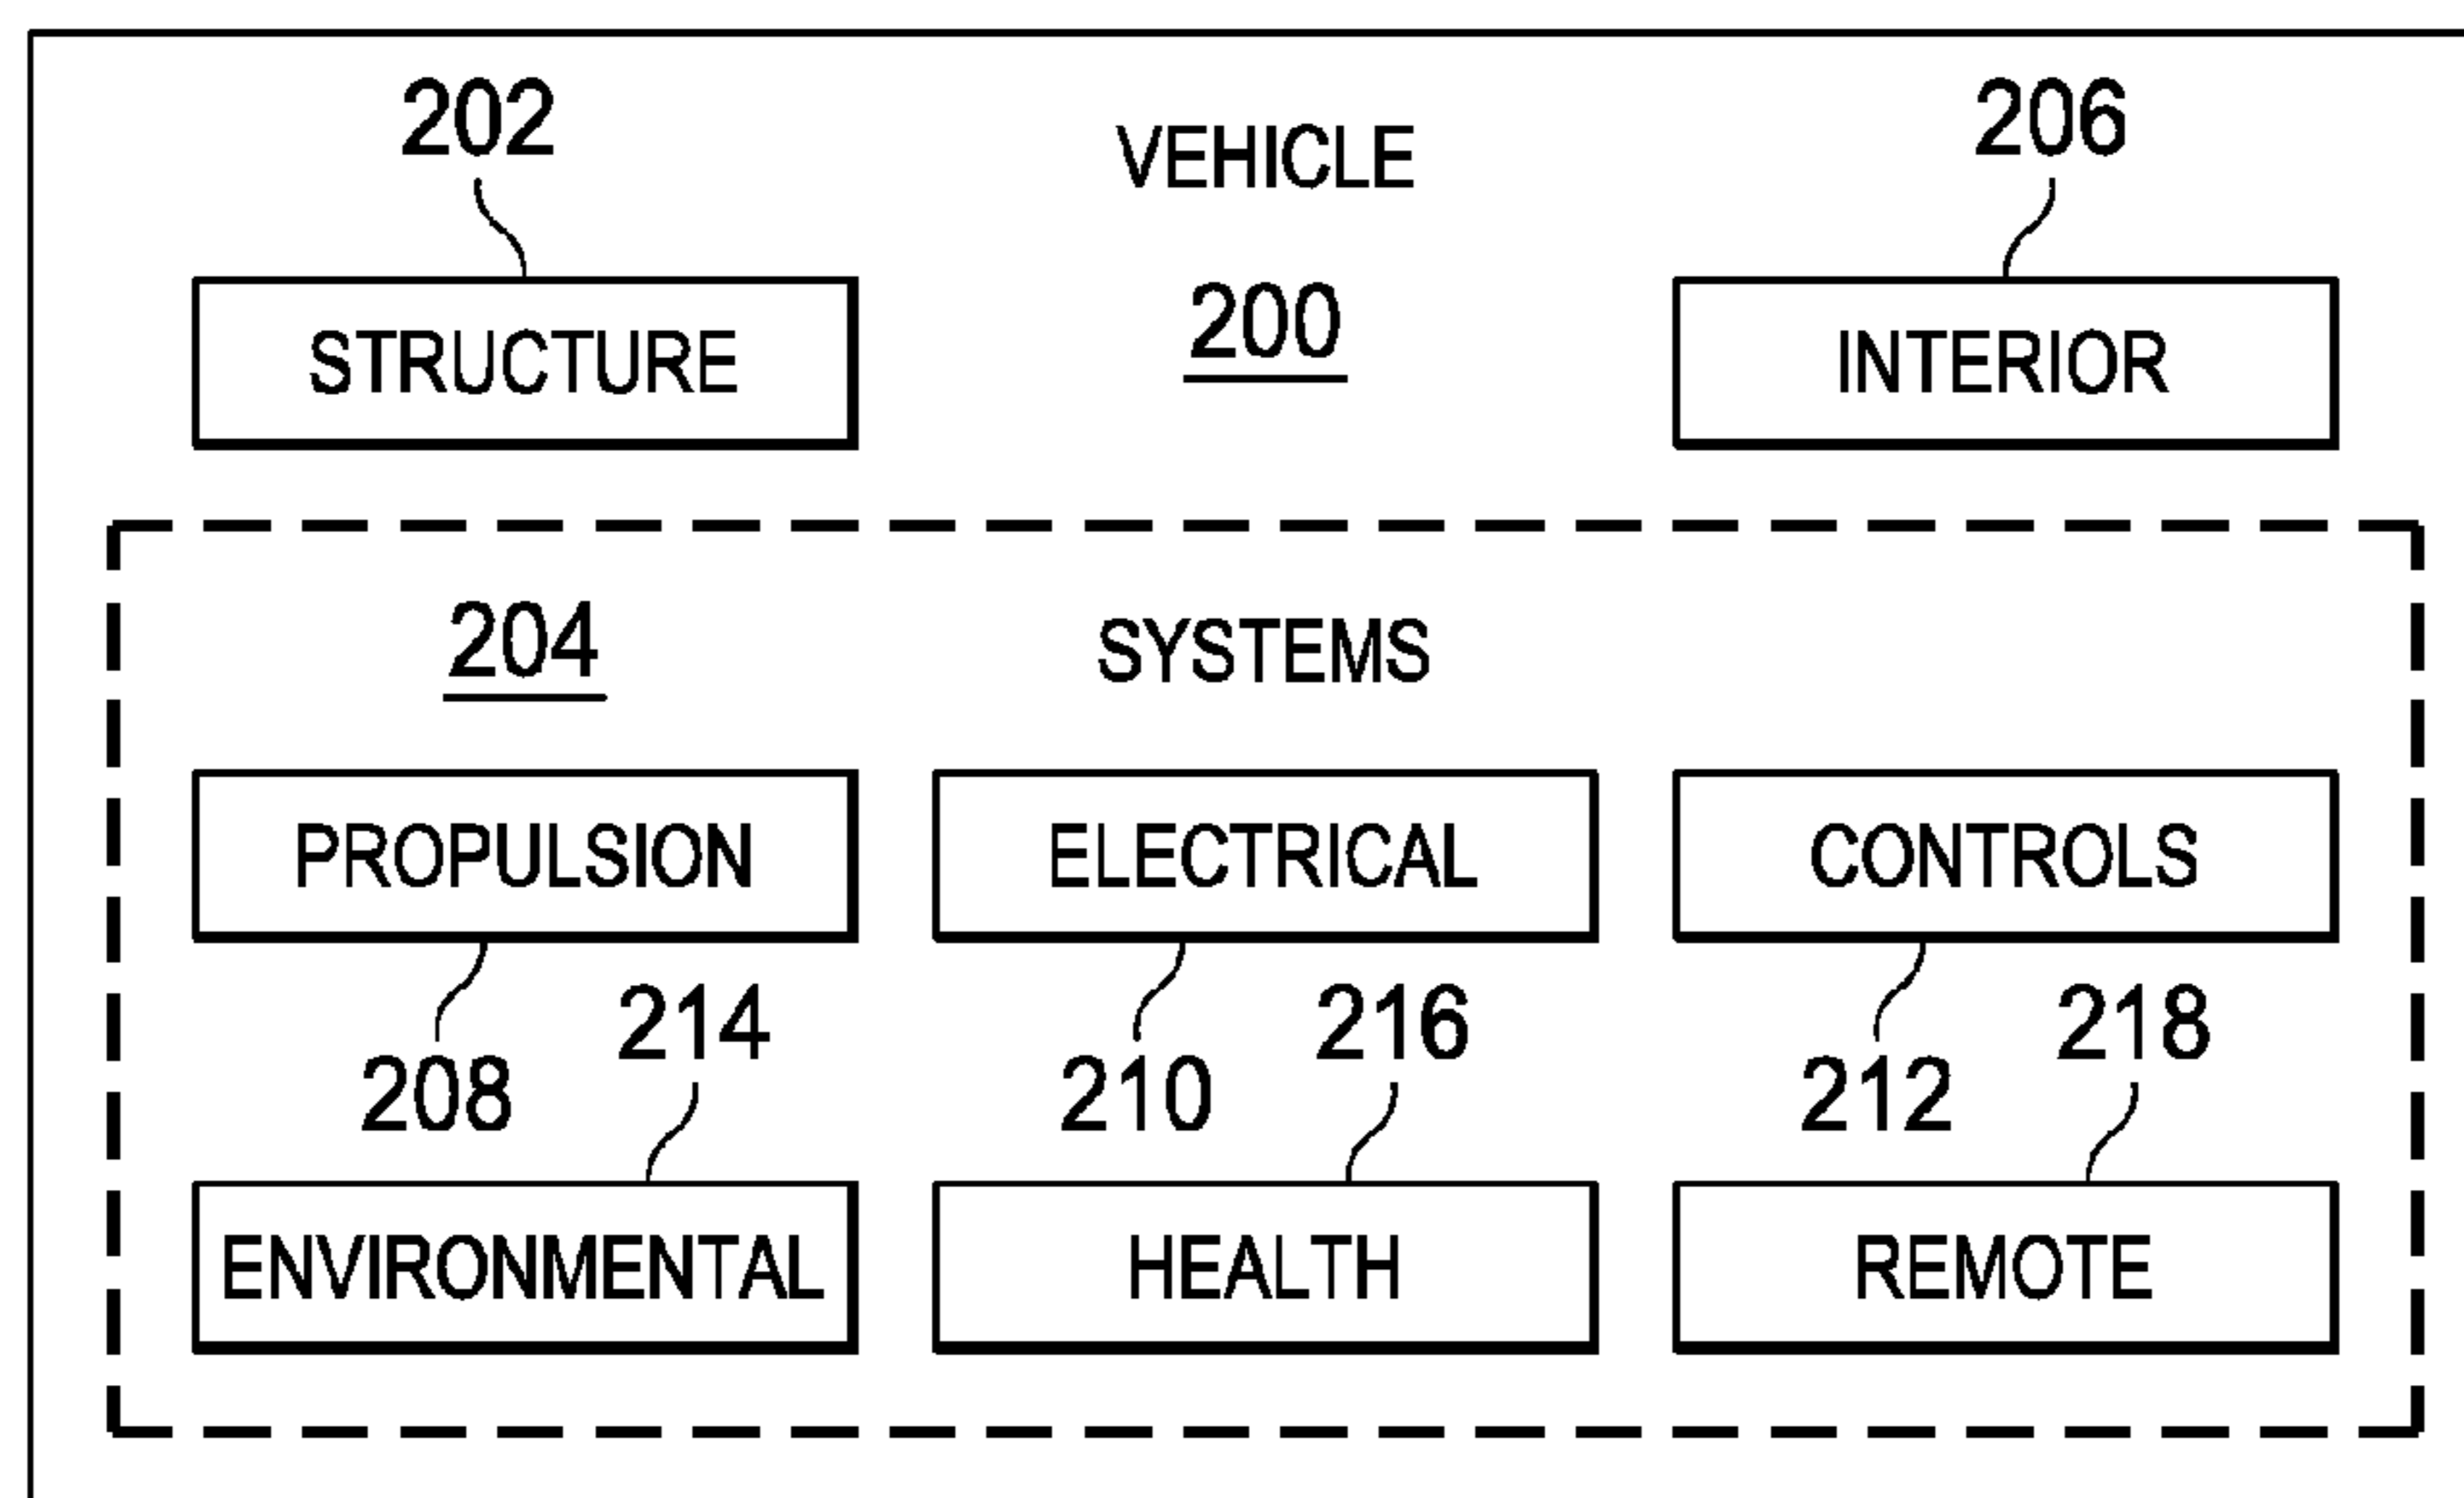 202
VEHICLE
206
200
STRUCTURE
INTERIOR
204
SYSTEMS
PROPULSION
ELECTRICAL
CONTROLS
214
216
218
208
210
212
ENVIRONMENTAL
HEALTH
REMOTE